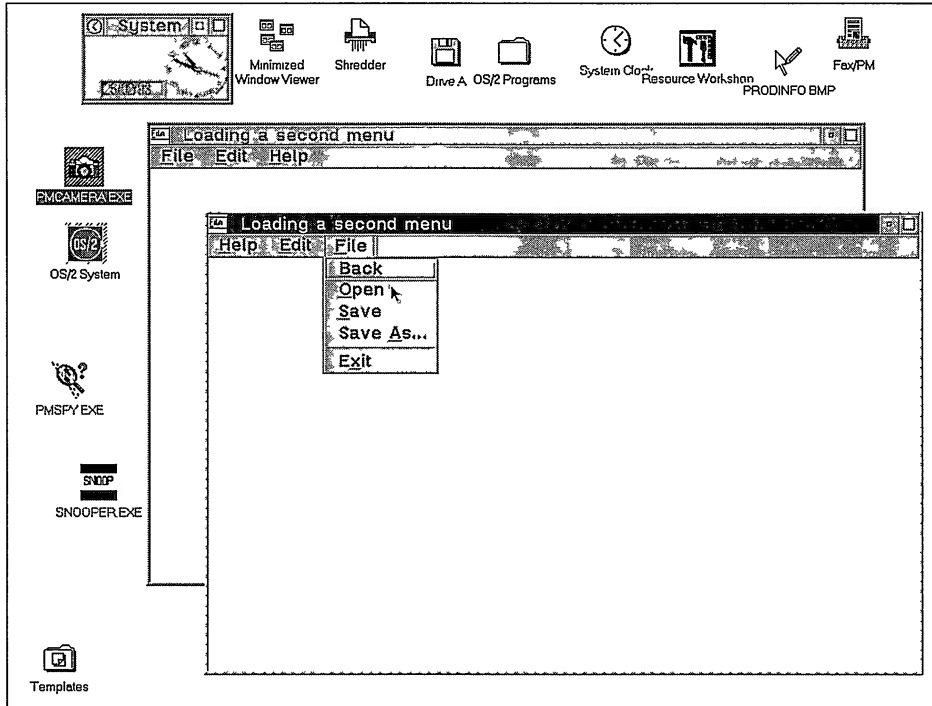 System
Minimized
Window Viewer
Shredder
Drive A
OS/2 Programs
System Clock
Resource Workshop
PRODINFO BMP
Fax/PM
Loading a second menu
File Edit Help
PMCAMERA EXE
OS/2
OS/2 System
Loading a second menu
Help Edit File
Back
Open
Save
Save As...
Exit
PMSPY EXE
SNOOP
SNOOPER.EXE
Templates